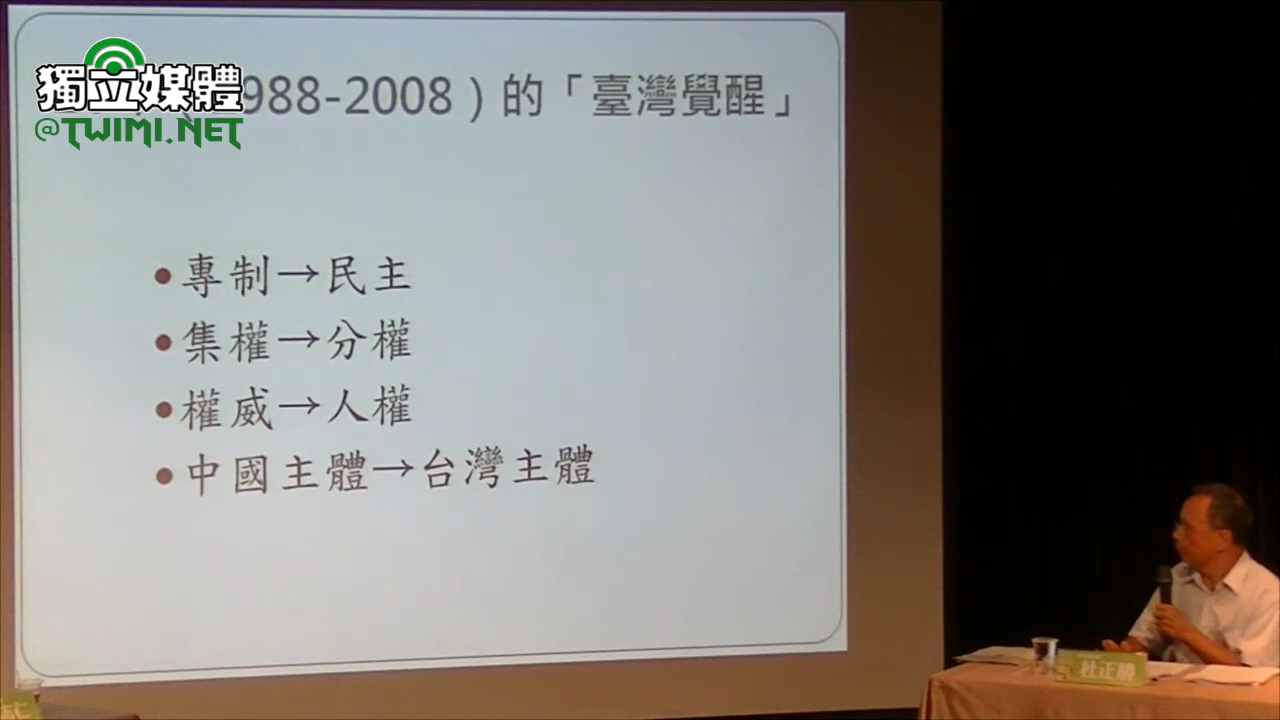 獨立媒體
@TWIMI.NET
988-2008）的「臺灣覺醒」
•專制→民主
•集權→分權
•權威→人權
•中國主體→台灣主體
杜正勝